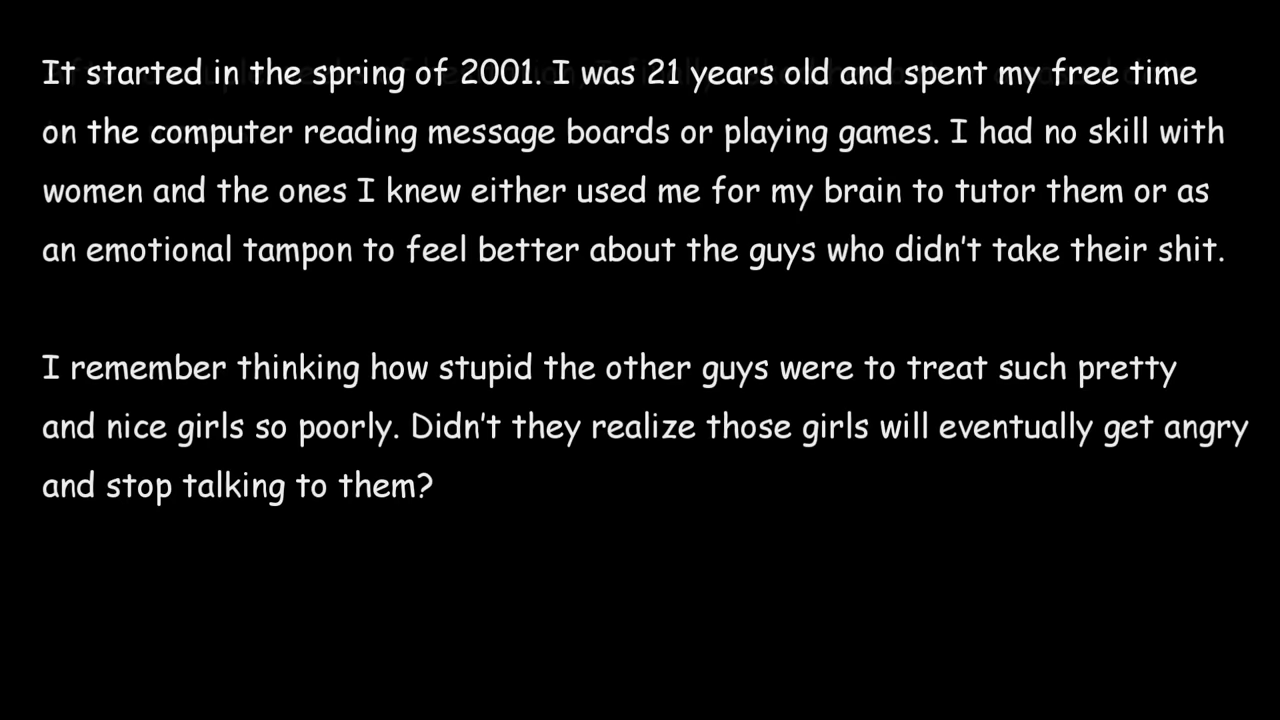 It started in the spring of 2001. I was 21 years old and spent my free time
on the computer reading message boards or playing games. I had no skill with
women and the ones I knew either used me for my brain to tutor them or as
an emotional tampon to feel better about the guys who didn't take their shit.
I remember thinking how stupid the other guys were to treat such pretty
and nice girls so poorly. Didn't they realize those girls will eventually get angry
and stop talking to them?